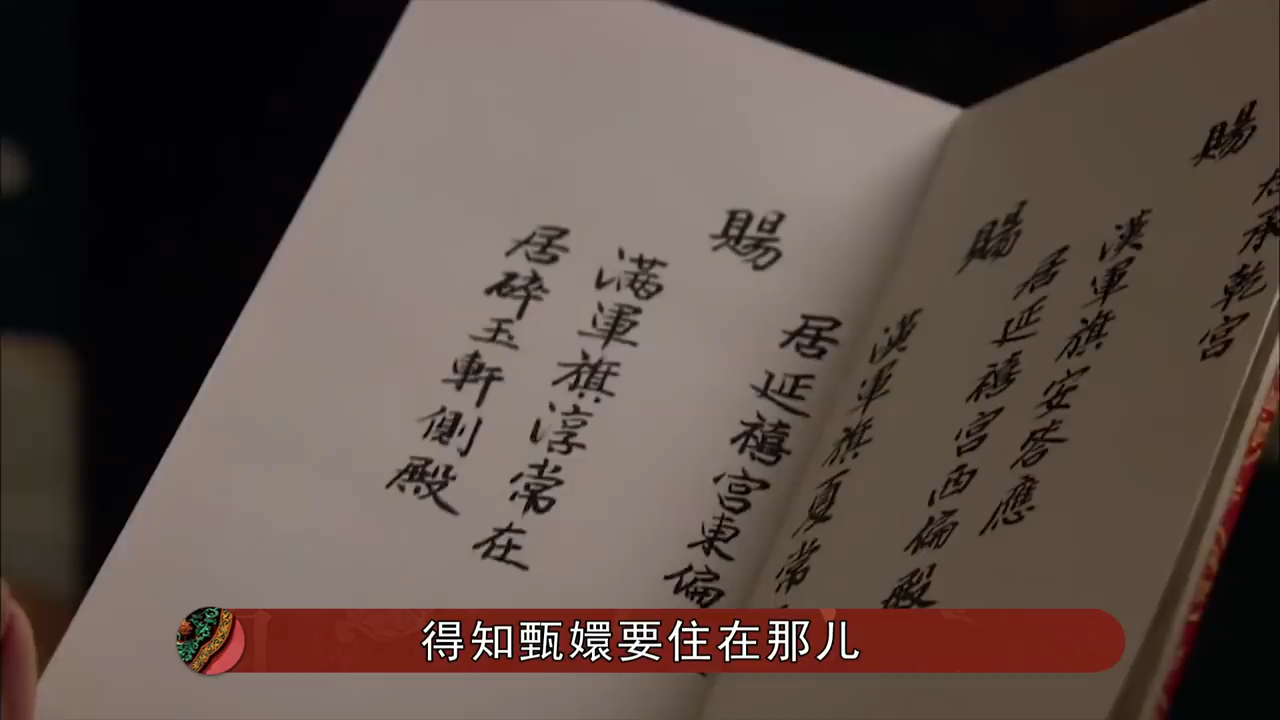 承乾宮
賜
漢軍旗安答應
居延禧宮西偏殿
賜
漢軍旗夏常
居延禧宮東偏
賜
滿軍旗淳常在
居碎玉軒側殿
得知甄嬛要住在那儿